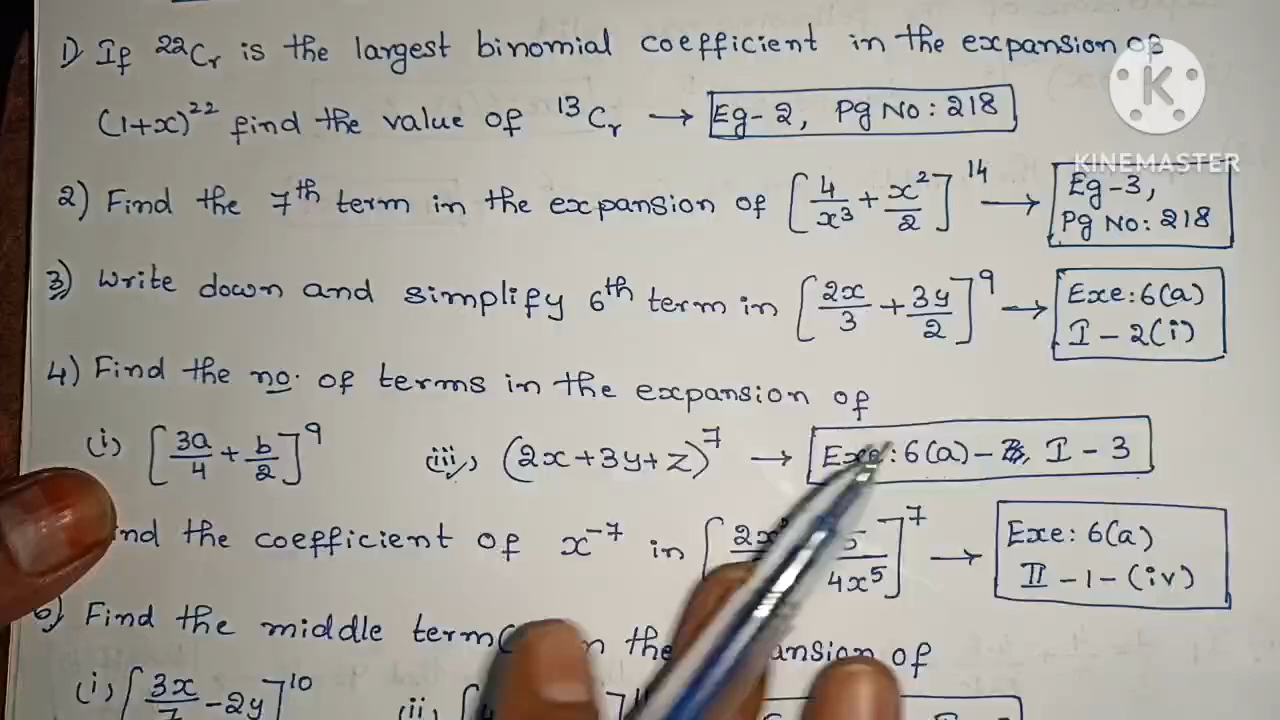 1) If ²²Cᵣ is the largest binomial coefficient in the expansion of
(1+x)²² find the value of ¹³Cᵣ → Eg-2, Pg No: 218
K
KINEMASTER
2) Find the 7ᵗʰ term in the expansion of [4/x³ + x²/2]¹⁴ → Eg-3, Pg No: 218
3) Write down and simplify 6ᵗʰ term in [2x/3 + 3y/2]⁹ → Exe: 6(a) I - 2(i)
4) Find the no. of terms in the expansion of
(i) [3a/4 + b/2]⁹ (iii) (2x+3y+z)⁷ → Exe: 6(a) - I - 3
the coefficient of x⁻⁷ in [ 4x⁵]⁷ → Exe: 6(a) II - 1 - (iv)
6) Find the middle term( the of
(i) [3x/7 - 2y]¹⁰ (ii)